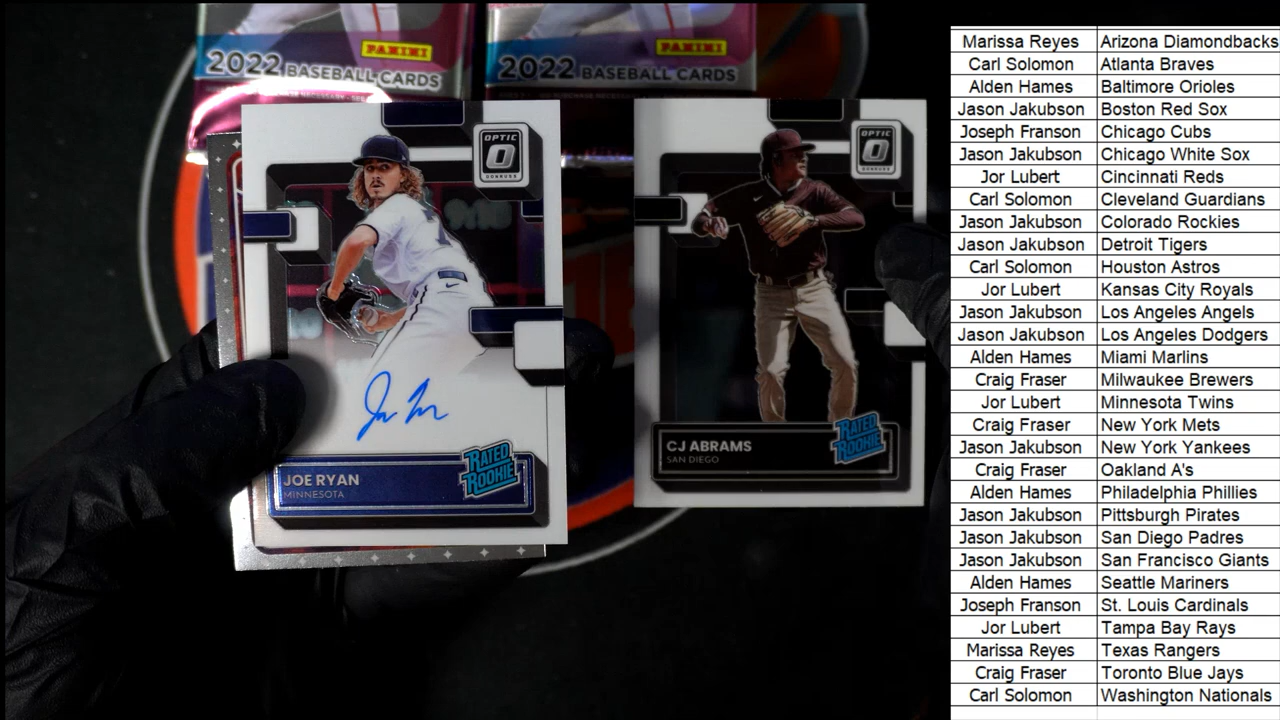 PANINI
2022 BASEBALL CARDS
PANINI
2022 BASEBALL CARDS
OPTIC
DONRUSS
RATED
ROOKIE
JOE RYAN
MINNESOTA
OPTIC
DONRUSS
RATED
ROOKIE
CJ ABRAMS
SAN DIEGO
Marissa Reyes Arizona Diamondbacks
Carl Solomon Atlanta Braves
Alden Hames Baltimore Orioles
Jason Jakubson Boston Red Sox
Joseph Franson Chicago Cubs
Jason Jakubson Chicago White Sox
Jor Lubert Cincinnati Reds
Carl Solomon Cleveland Guardians
Jason Jakubson Colorado Rockies
Jason Jakubson Detroit Tigers
Carl Solomon Houston Astros
Jor Lubert Kansas City Royals
Jason Jakubson Los Angeles Angels
Jason Jakubson Los Angeles Dodgers
Alden Hames Miami Marlins
Craig Fraser Milwaukee Brewers
Jor Lubert Minnesota Twins
Craig Fraser New York Mets
Jason Jakubson New York Yankees
Craig Fraser Oakland A's
Alden Hames Philadelphia Phillies
Jason Jakubson Pittsburgh Pirates
Jason Jakubson San Diego Padres
Jason Jakubson San Francisco Giants
Alden Hames Seattle Mariners
Joseph Franson St. Louis Cardinals
Jor Lubert Tampa Bay Rays
Marissa Reyes Texas Rangers
Craig Fraser Toronto Blue Jays
Carl Solomon Washington Nationals